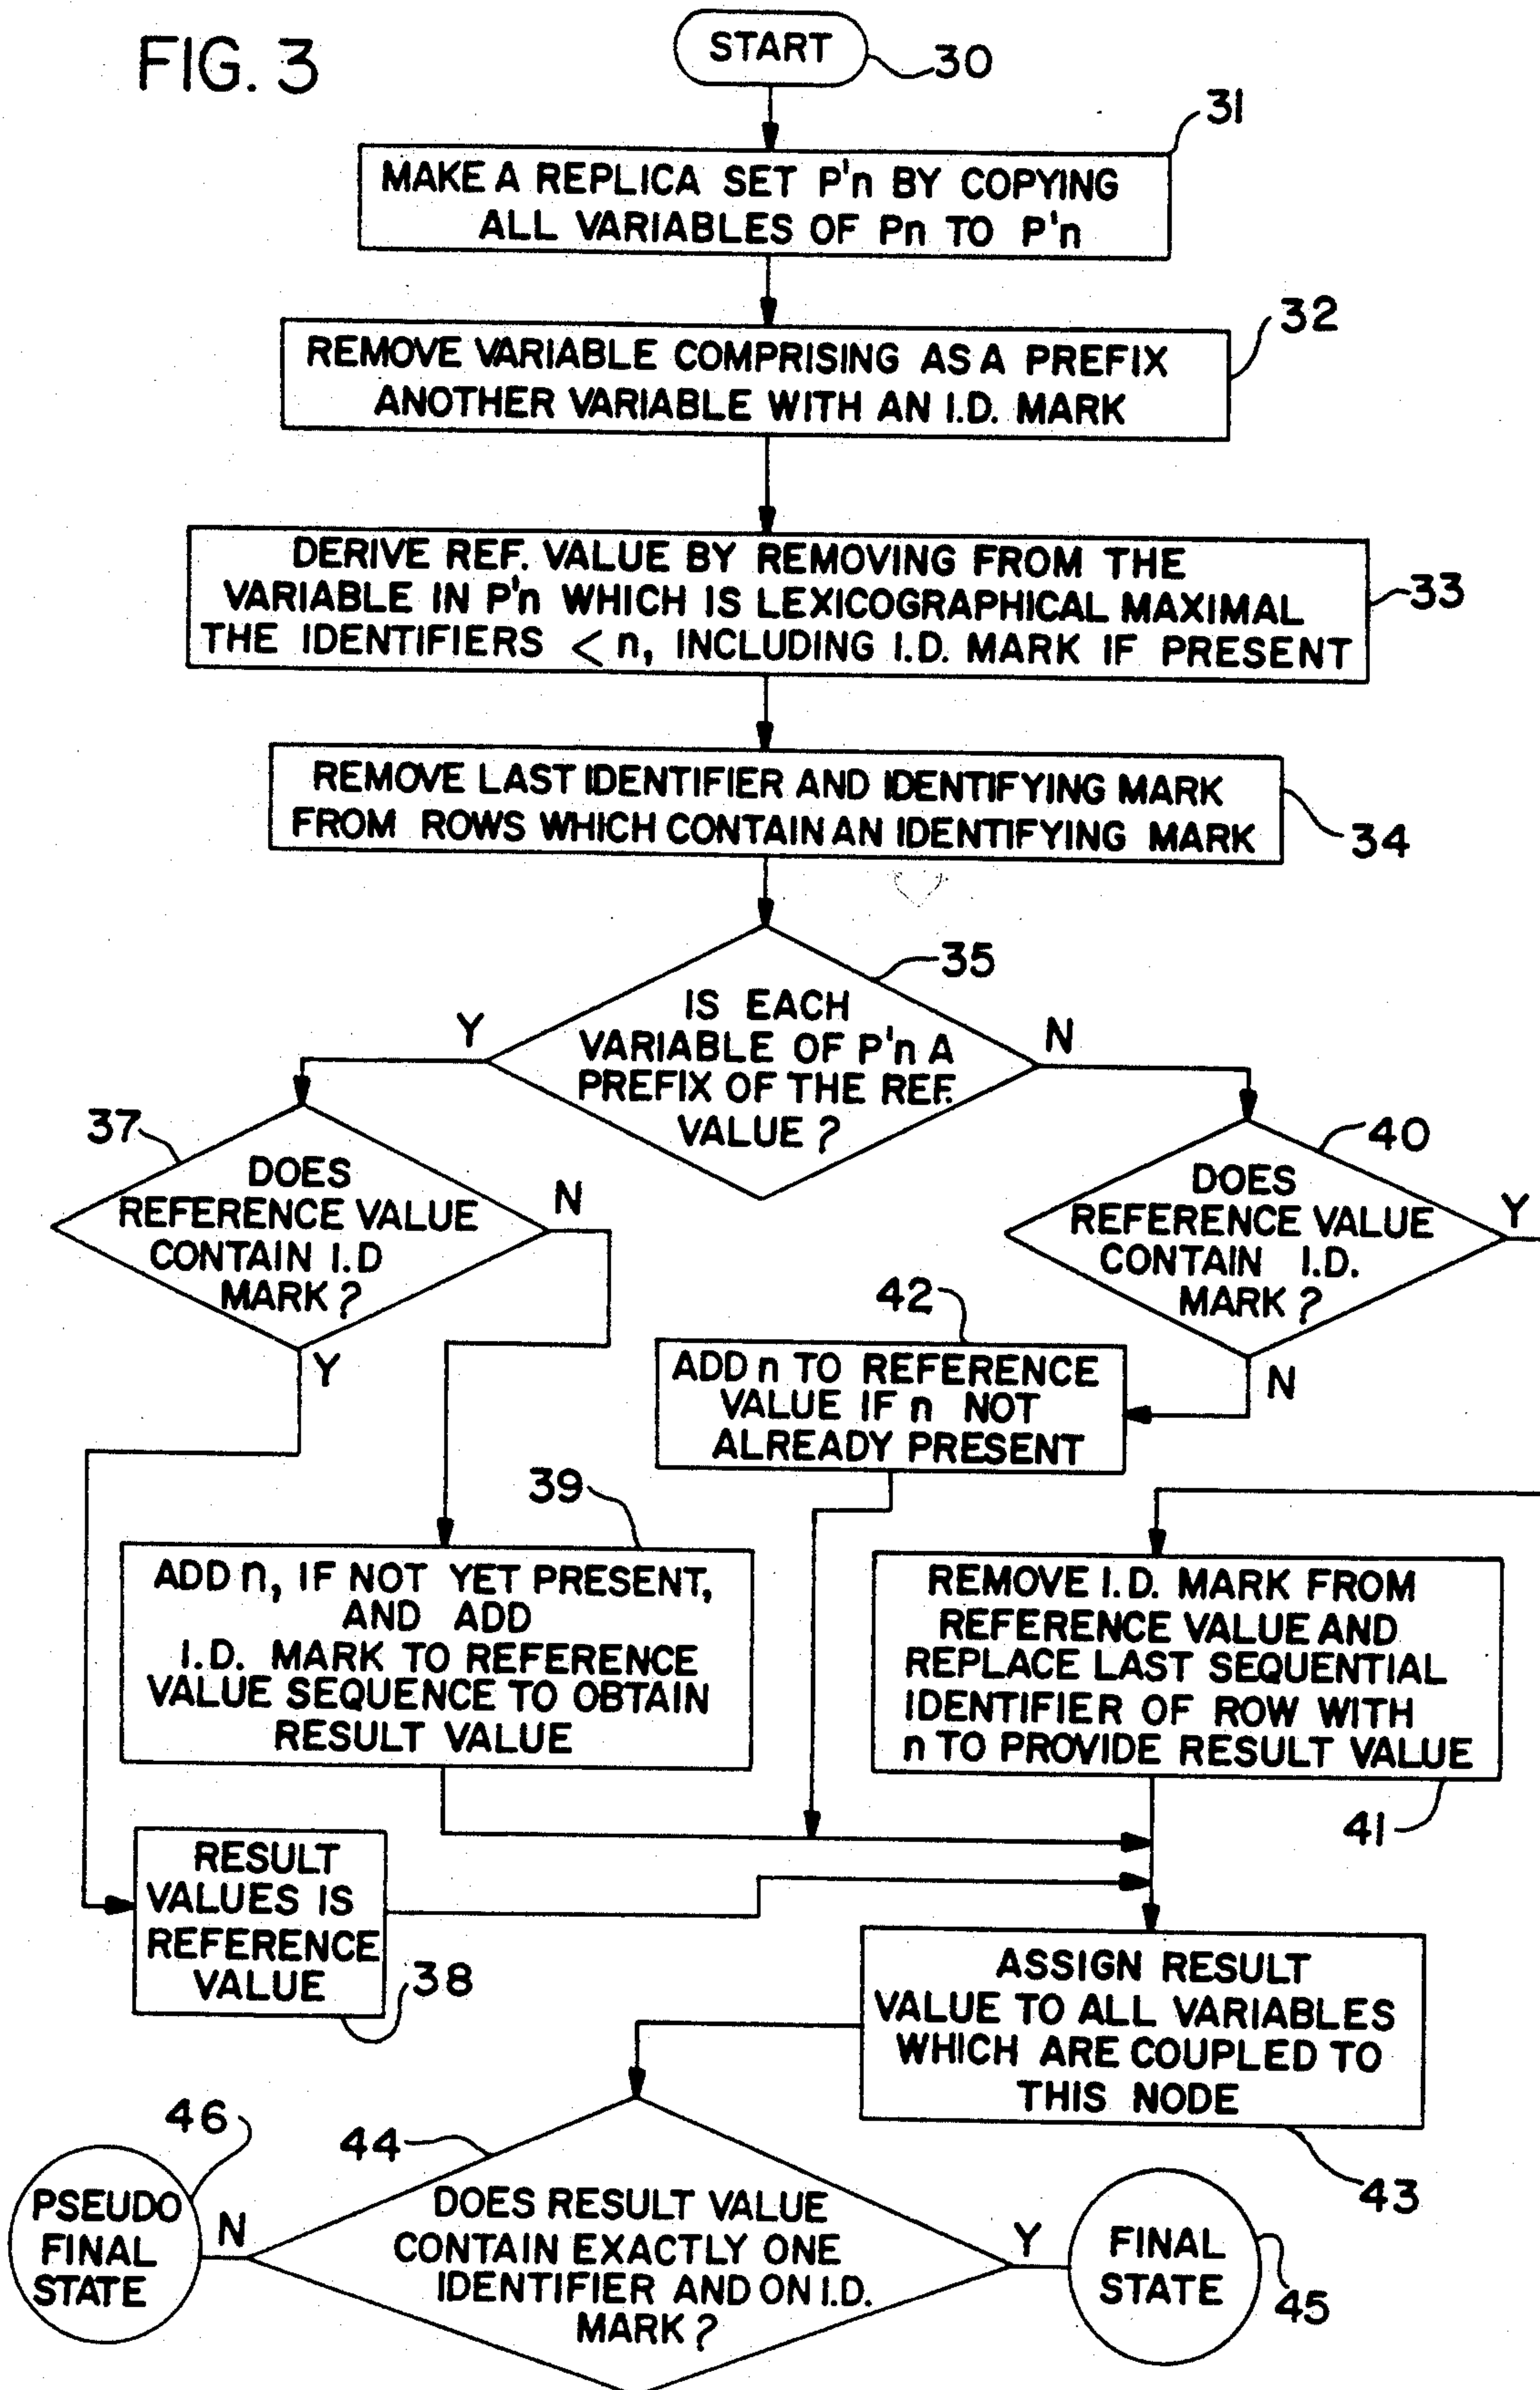 FIG. 3
START
30
31
MAKE A REPLICA SET P'n BY COPYING
ALL VARIABLES OF Pn TO P'n
32
REMOVE VARIABLE COMPRISING AS A PREFIX
ANOTHER VARIABLE WITH AN I.D. MARK
DERIVE REF. VALUE BY REMOVING FROM THE
VARIABLE IN P'n WHICH IS LEXICOGRAPHICAL MAXIMAL
THE IDENTIFIERS < n, INCLUDING I.D. MARK IF PRESENT
33
REMOVE LAST IDENTIFIER AND IDENTIFYING MARK
FROM ROWS WHICH CONTAIN AN IDENTIFYING MARK
34
35
IS EACH
VARIABLE OF P'n A
PREFIX OF THE REF.
VALUE ?
Y
N
37
DOES
REFERENCE VALUE
CONTAIN I.D
MARK ?
N
Y
40
DOES
REFERENCE VALUE
CONTAIN I.D.
MARK ?
Y
N
42
ADD n TO REFERENCE
VALUE IF n NOT
ALREADY PRESENT
39
ADD n, IF NOT YET PRESENT,
AND ADD
I.D. MARK TO REFERENCE
VALUE SEQUENCE TO OBTAIN
RESULT VALUE
REMOVE I.D. MARK FROM
REFERENCE VALUE AND
REPLACE LAST SEQUENTIAL
IDENTIFIER OF ROW WITH
n TO PROVIDE RESULT VALUE
41
RESULT
VALUES IS
REFERENCE
VALUE
38
ASSIGN RESULT
VALUE TO ALL VARIABLES
WHICH ARE COUPLED TO
THIS NODE
43
46
PSEUDO
FINAL
STATE
N
44
DOES RESULT VALUE
CONTAIN EXACTLY ONE
IDENTIFIER AND ON I.D.
MARK ?
Y
FINAL
STATE
45